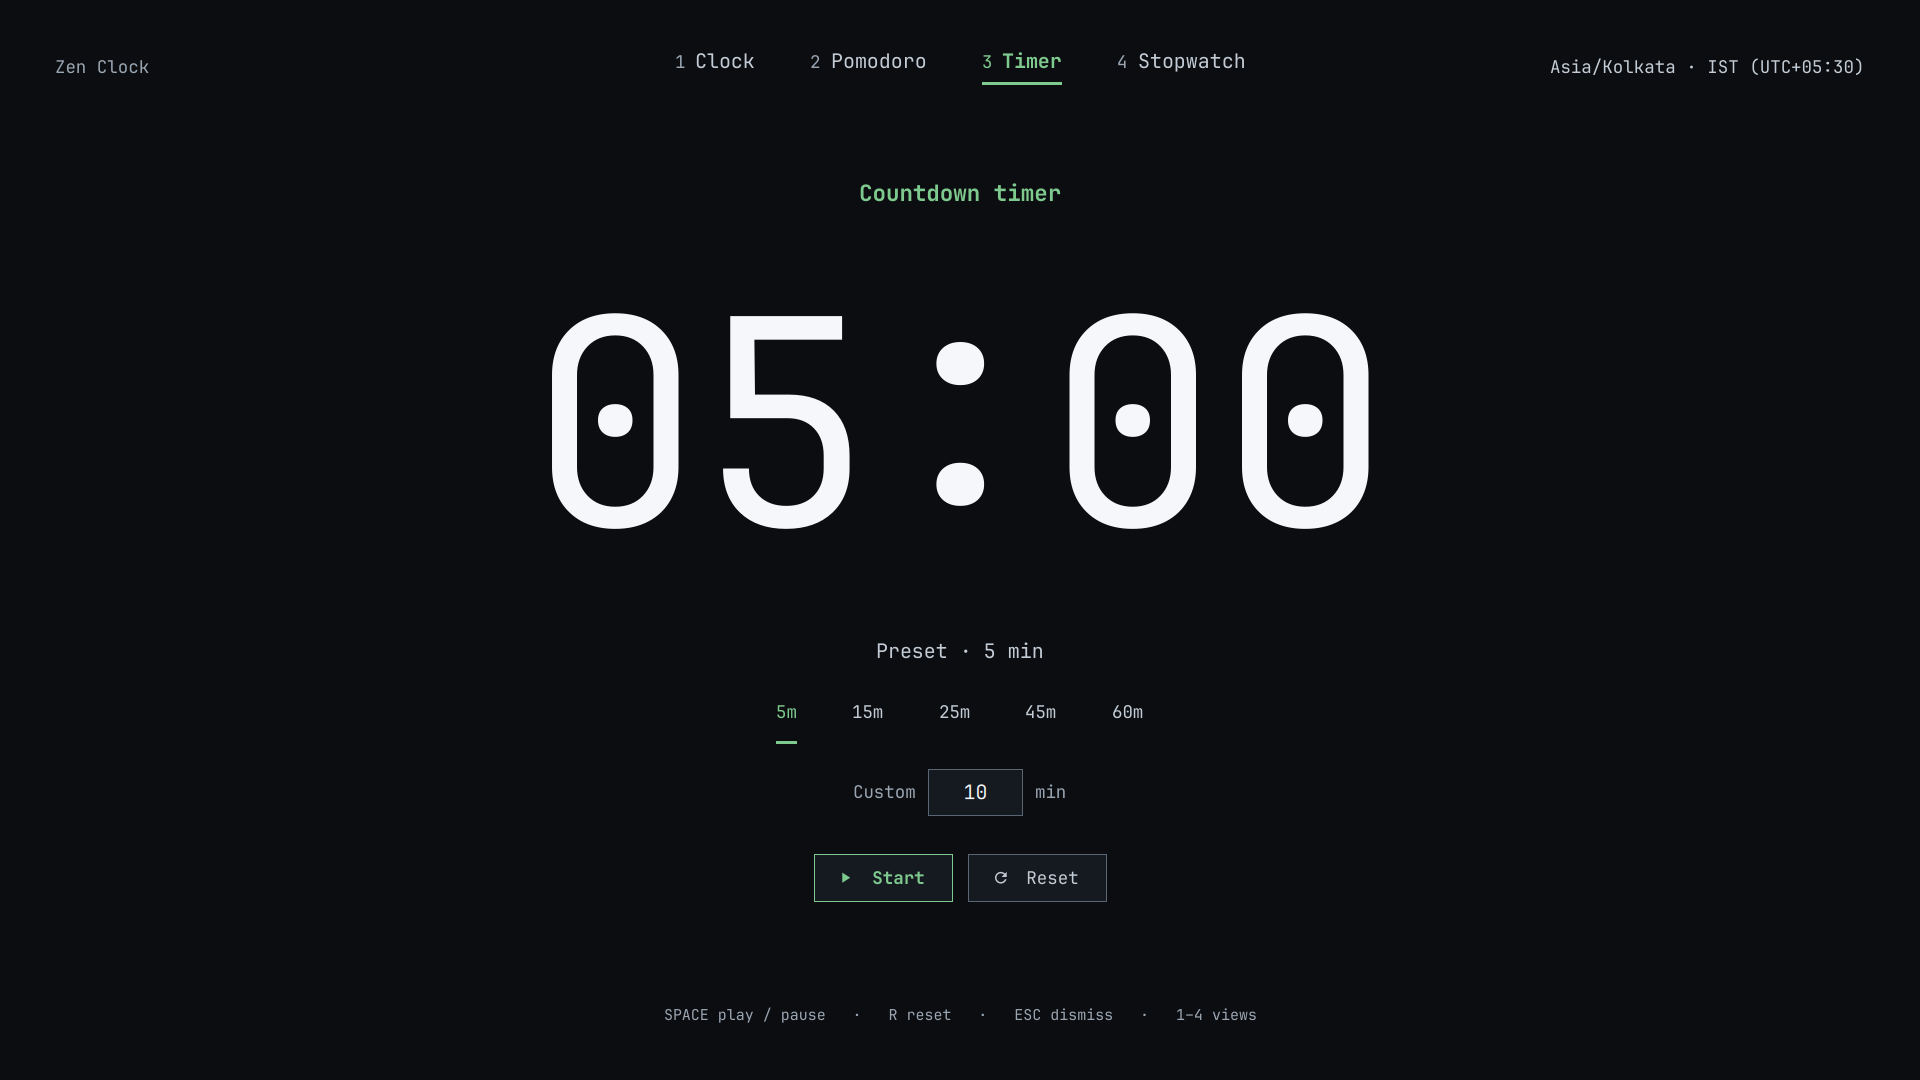 Zen Clock
1 Clock 2 Pomodoro 3 Timer 4 Stopwatch
Asia/Kolkata · IST (UTC+05:30)
Countdown timer
05:00
Preset · 5 min
5m 15m 25m 45m 60m
Custom 10 min
Start Reset
SPACE play / pause · R reset · ESC dismiss · 1–4 views